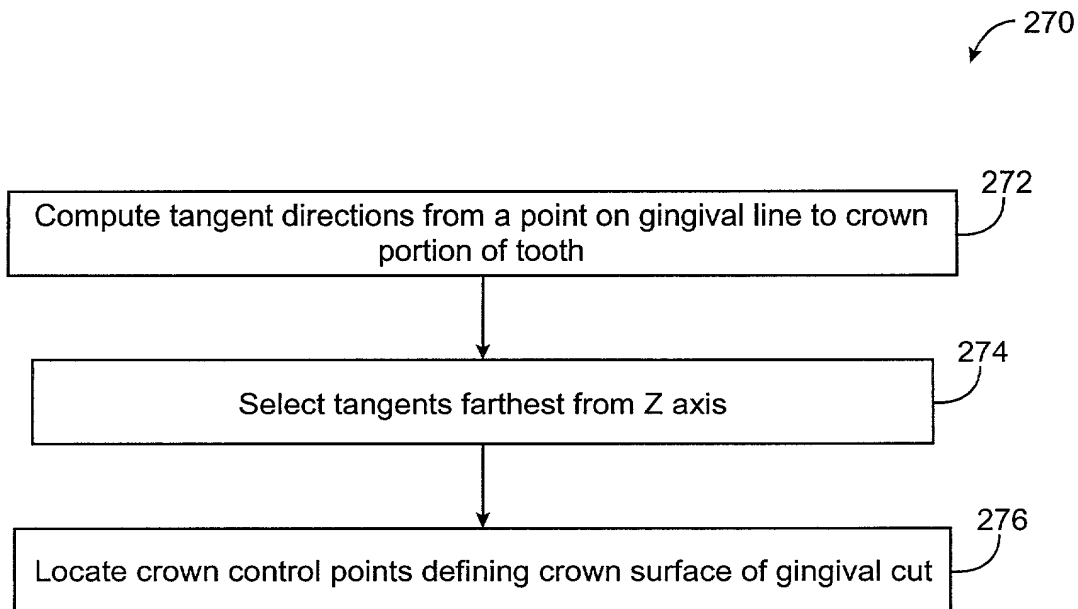 270
272
Compute tangent directions from a point on gingival line to crown
portion of tooth
274
Select tangents farthest from Z axis
276
Locate crown control points defining crown surface of gingival cut